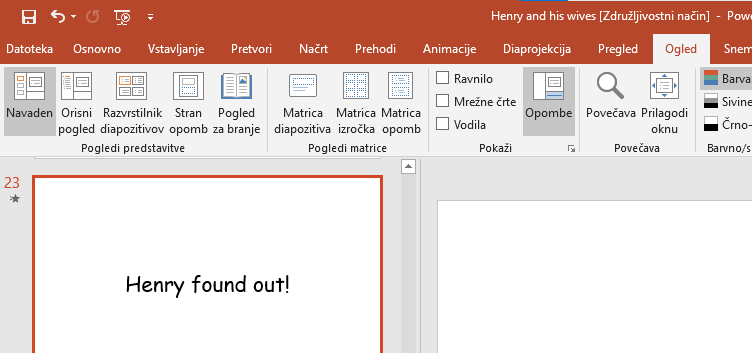 Henry and his wives [Združljivostni način] - Powe
Datoteka Osnovno Vstavljanje Pretvori Načrt Prehodi Animacije Diaprojekcija Pregled Ogled Snem
Navaden Orisni pogled Razvrstilnik diapozitivov Stran opomb Pogled za branje
Pogledi predstavitve
Matrica diapozitiva Matrica izročka Matrica opomb
Pogledi matrice
Ravnilo
Mrežne črte
Vodila
Pokaži
Opombe
Povečava Prilagodi oknu
Povečava
Barva
Sivine
Črno-
Barvno/s
23
Henry found out!